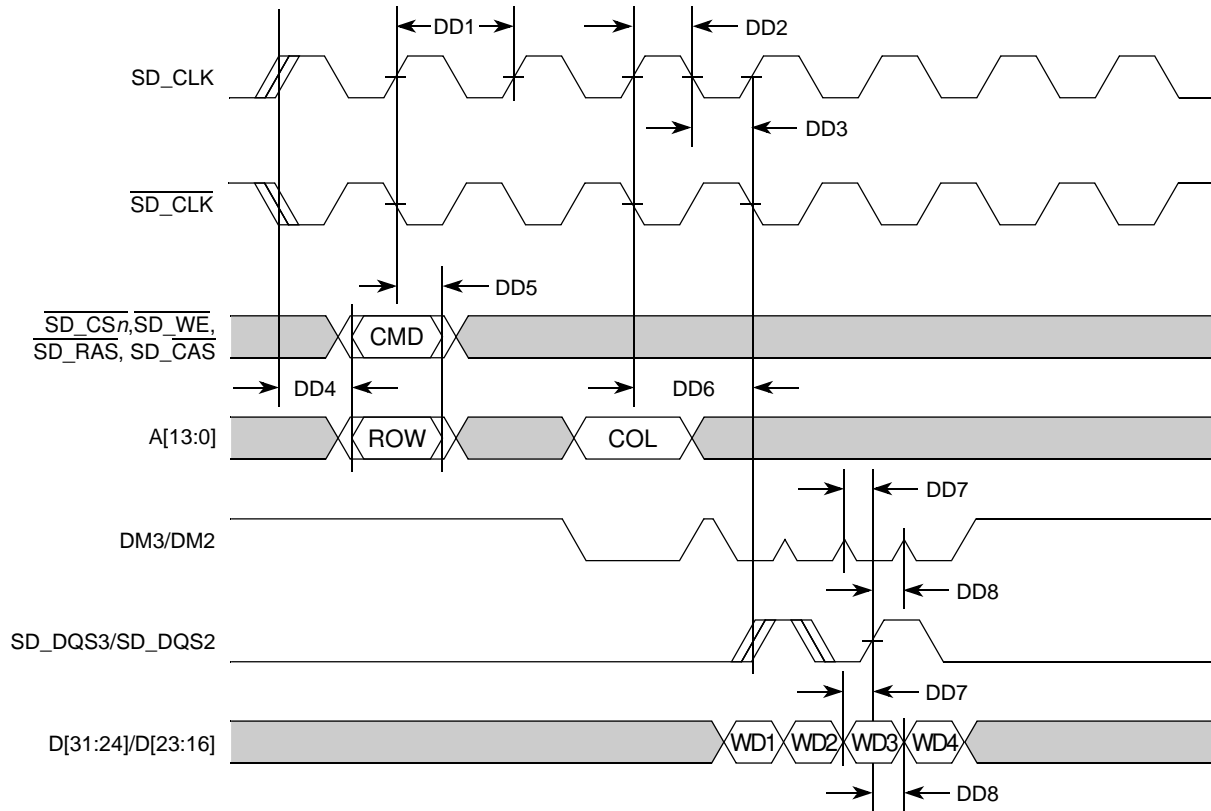 DD1
DD2
SD_CLK
DD3
SD_CLK
DD5
SD_CSn,SD_WE,
SD_RAS, SD_CAS
CMD
DD4
DD6
A[13:0]
ROW
COL
DD7
DM3/DM2
DD8
SD_DQS3/SD_DQS2
DD7
D[31:24]/D[23:16]
WD1
WD2
WD3
WD4
DD8